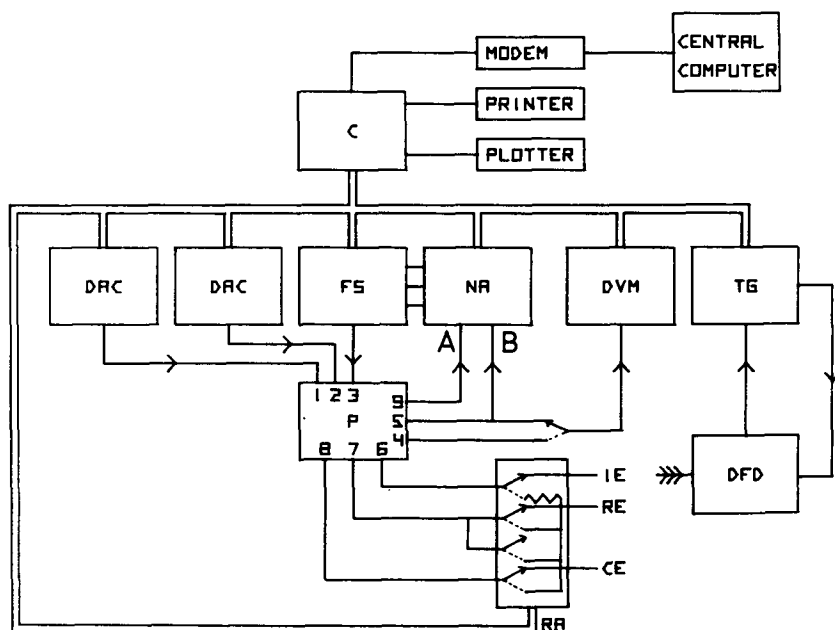 MODEM
CENTRAL
COMPUTER
C
PRINTER
PLOTTER
DAC
DAC
FS
NA
DVM
TG
A
B
1
2
3
9
P
5
4
8
7
6
IE
RE
CE
DFD
RA